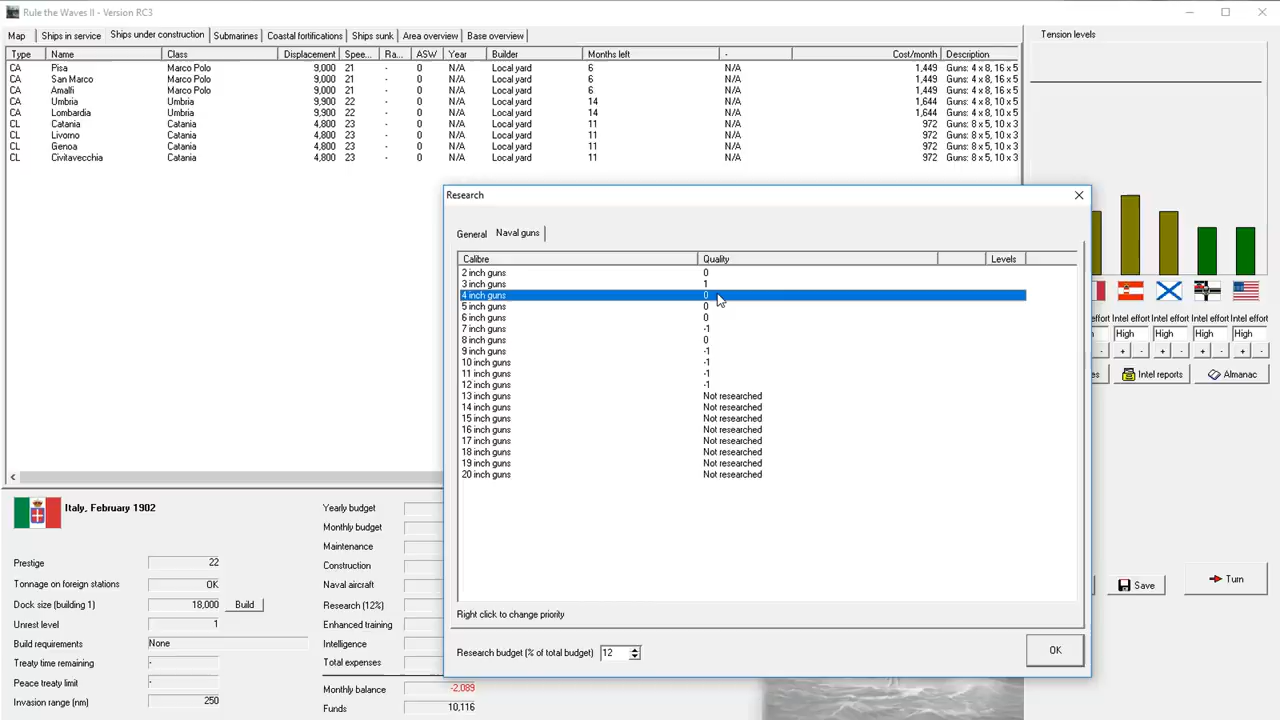 Rule the Waves II - Version RC3
Map Ships in service Ships under construction Submarines Coastal fortifications Ships sunk Area overview Base overview
Type Name Class Displacement Spee... Ra... ASW Year Builder Months left - Cost/month Description
CA Pisa Marco Polo 9,000 21 - 0 N/A Local yard 6 N/A 1,449 Guns: 4 x 8, 16 x 5
CA San Marco Marco Polo 9,000 21 - 0 N/A Local yard 6 N/A 1,449 Guns: 4 x 8, 16 x 5
CA Amalfi Marco Polo 9,000 21 - 0 N/A Local yard 6 N/A 1,449 Guns: 4 x 8, 16 x 5
CA Umbria Umbria 9,900 22 - 0 N/A Local yard 14 N/A 1,644 Guns: 4 x 8, 10 x 5
CA Lombardia Umbria 9,900 22 - 0 N/A Local yard 14 N/A 1,644 Guns: 4 x 8, 10 x 5
CL Catania Catania 4,800 23 - 0 N/A Local yard 11 N/A 972 Guns: 8 x 5, 10 x 3
CL Livorno Catania 4,800 23 - 0 N/A Local yard 11 N/A 972 Guns: 8 x 5, 10 x 3
CL Genoa Catania 4,800 23 - 0 N/A Local yard 11 N/A 972 Guns: 8 x 5, 10 x 3
CL Civitavecchia Catania 4,800 23 - 0 N/A Local yard 11 N/A 972 Guns: 8 x 5, 10 x 3
Tension levels
Research
General Naval guns
Calibre Quality Levels
2 inch guns 0
3 inch guns 1
4 inch guns 0
5 inch guns 0
6 inch guns 0
7 inch guns -1
8 inch guns 0
9 inch guns -1
10 inch guns -1
11 inch guns -1
12 inch guns -1
13 inch guns Not researched
14 inch guns Not researched
15 inch guns Not researched
16 inch guns Not researched
17 inch guns Not researched
18 inch guns Not researched
19 inch guns Not researched
20 inch guns Not researched
Right click to change priority
Research budget (% of total budget) 12
OK
effort Intel effort Intel effort Intel effort Intel effort
High High High High
- + - + - + - + -
es Intel reports Almanac
Save Turn
Italy, February 1902
Prestige 22
Tonnage on foreign stations OK
Dock size (building 1) 18,000 Build
Unrest level 1
Build requirements None
Treaty time remaining -
Peace treaty limit -
Invasion range (nm) 250
Yearly budget
Monthly budget
Maintenance
Construction
Naval aircraft
Research (12%)
Enhanced training
Intelligence
Total expenses
Monthly balance -2,089
Funds 10,116